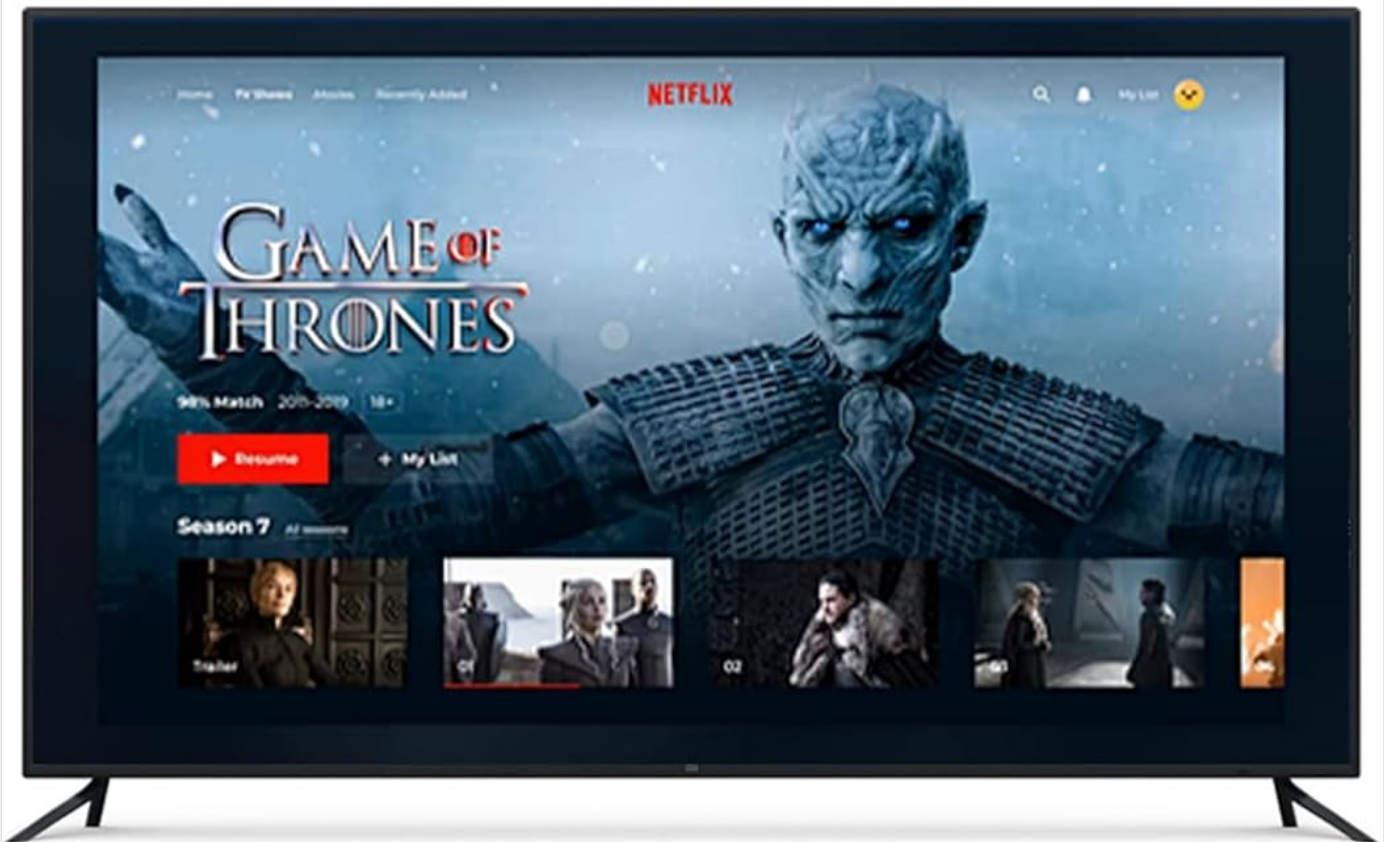 Home TV Shows Movies Recently Added NETFLIX My List
GAME OF
THRONES
98% Match 2011-2019 18+
Resume + My List
Season 7 All seasons
Trailer 01 02 03